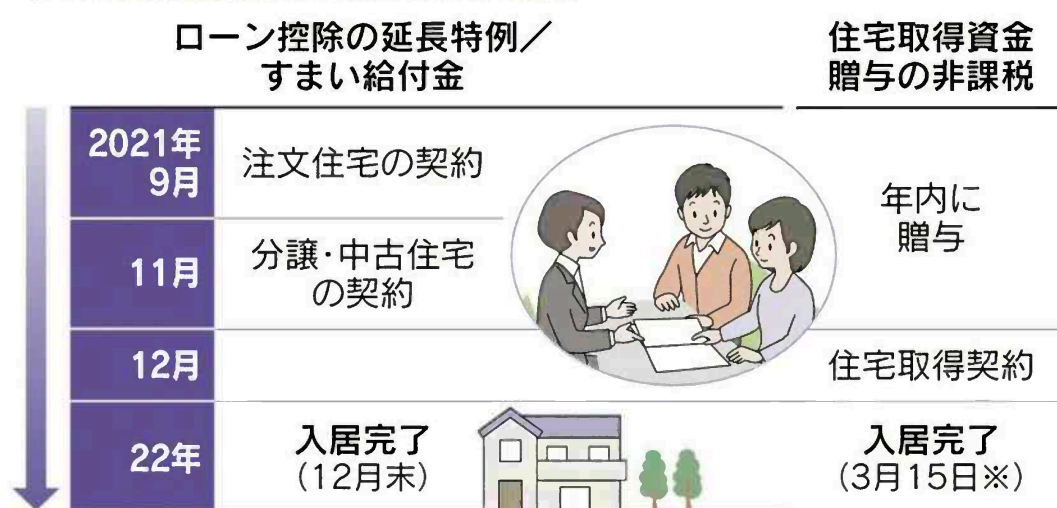 ローン控除の延長特例／
すまい給付金
住宅取得資金
贈与の非課税
2021年
9月
注文住宅の契約
年内に
贈与
11月
分譲・中古住宅
の契約
12月
住宅取得契約
22年
入居完了
(12月末)
入居完了
(3月15日※)